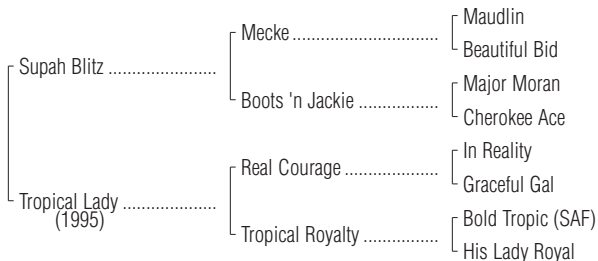 Maudlin
Mecke
Beautiful Bid
Supah Blitz
Major Moran
Boots 'n Jackie
Cherokee Ace
In Reality
Real Courage
Graceful Gal
Tropical Lady
(1995)
Bold Tropic (SAF)
Tropical Royalty
His Lady Royal